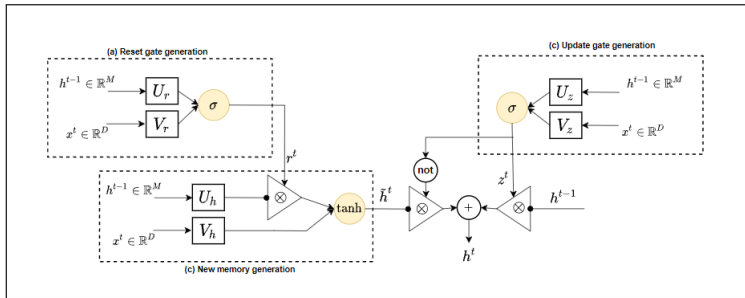 (a) Reset gate generation
h^{t-1} ∈ ℝ^M
U_r
x^t ∈ ℝ^D
V_r
σ
r^t
(c) Update gate generation
h^{t-1} ∈ ℝ^M
U_z
x^t ∈ ℝ^D
V_z
σ
not
z^t
h^{t-1} ∈ ℝ^M
U_h
⊗
x^t ∈ ℝ^D
V_h
tanh
h̃^t
⊗
+
⊗
h^{t-1}
h^t
(c) New memory generation